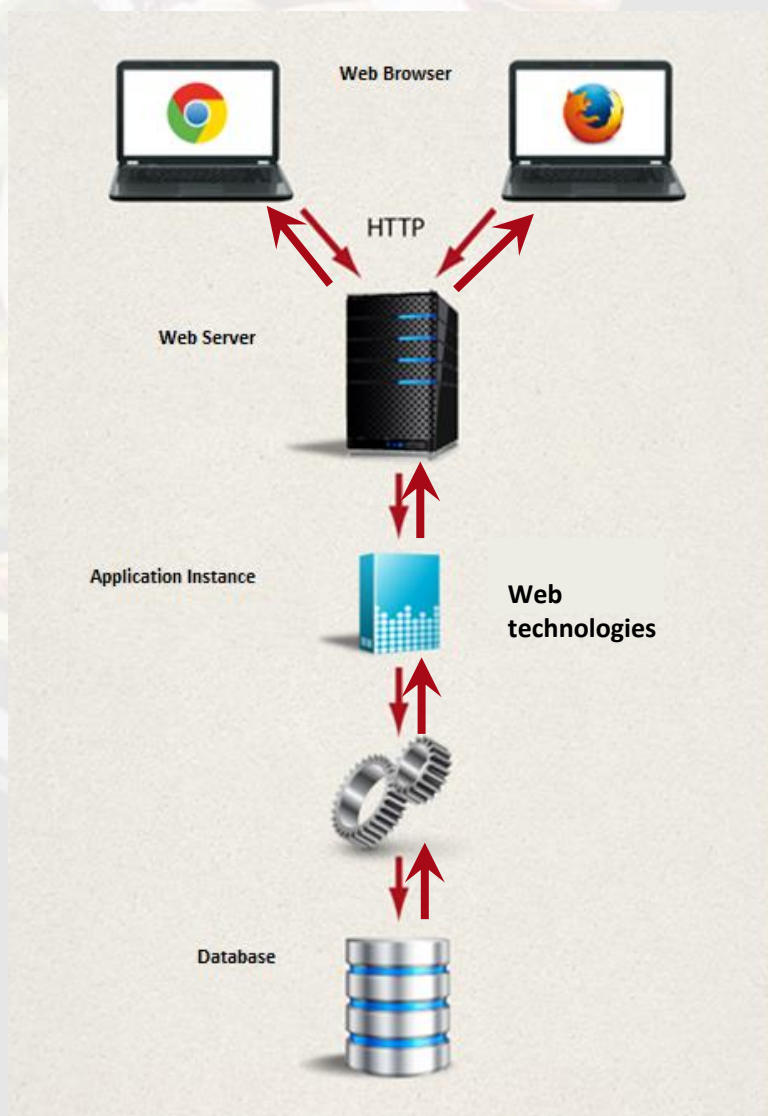 Web Browser
HTTP
Web Server
Application Instance
Web
technologies
Database